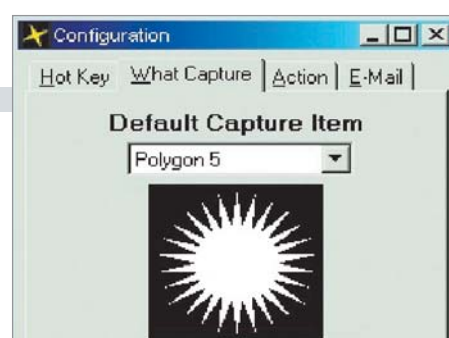 Configuration
Hot Key What Capture Action E-Mail
Default Capture Item
Polygon 5